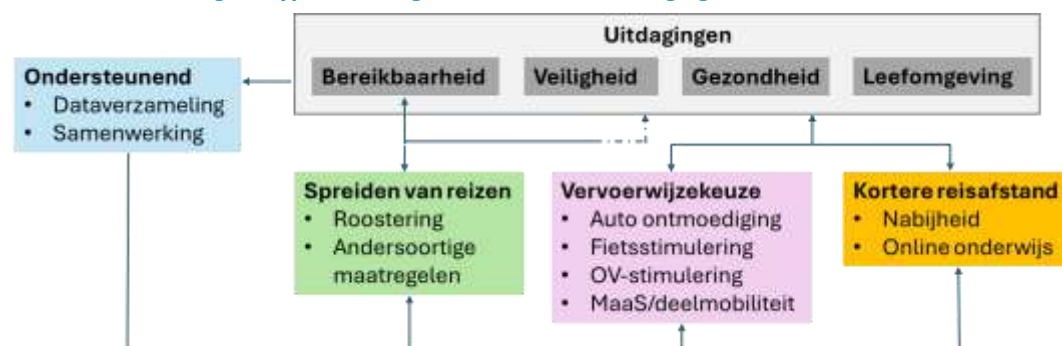 Uitdagingen
Bereikbaarheid
Veiligheid
Gezondheid
Leefomgeving
Ondersteunend
• Dataverzameling
• Samenwerking
Spreiden van reizen
• Roostering
• Andersoortige
maatregelen
Vervoerwijzekeuze
• Auto ontmoediging
• Fietsstimulering
• OV-stimulering
• MaaS/deelmobiliteit
Kortere reisafstand
• Nabijheid
• Online onderwijs